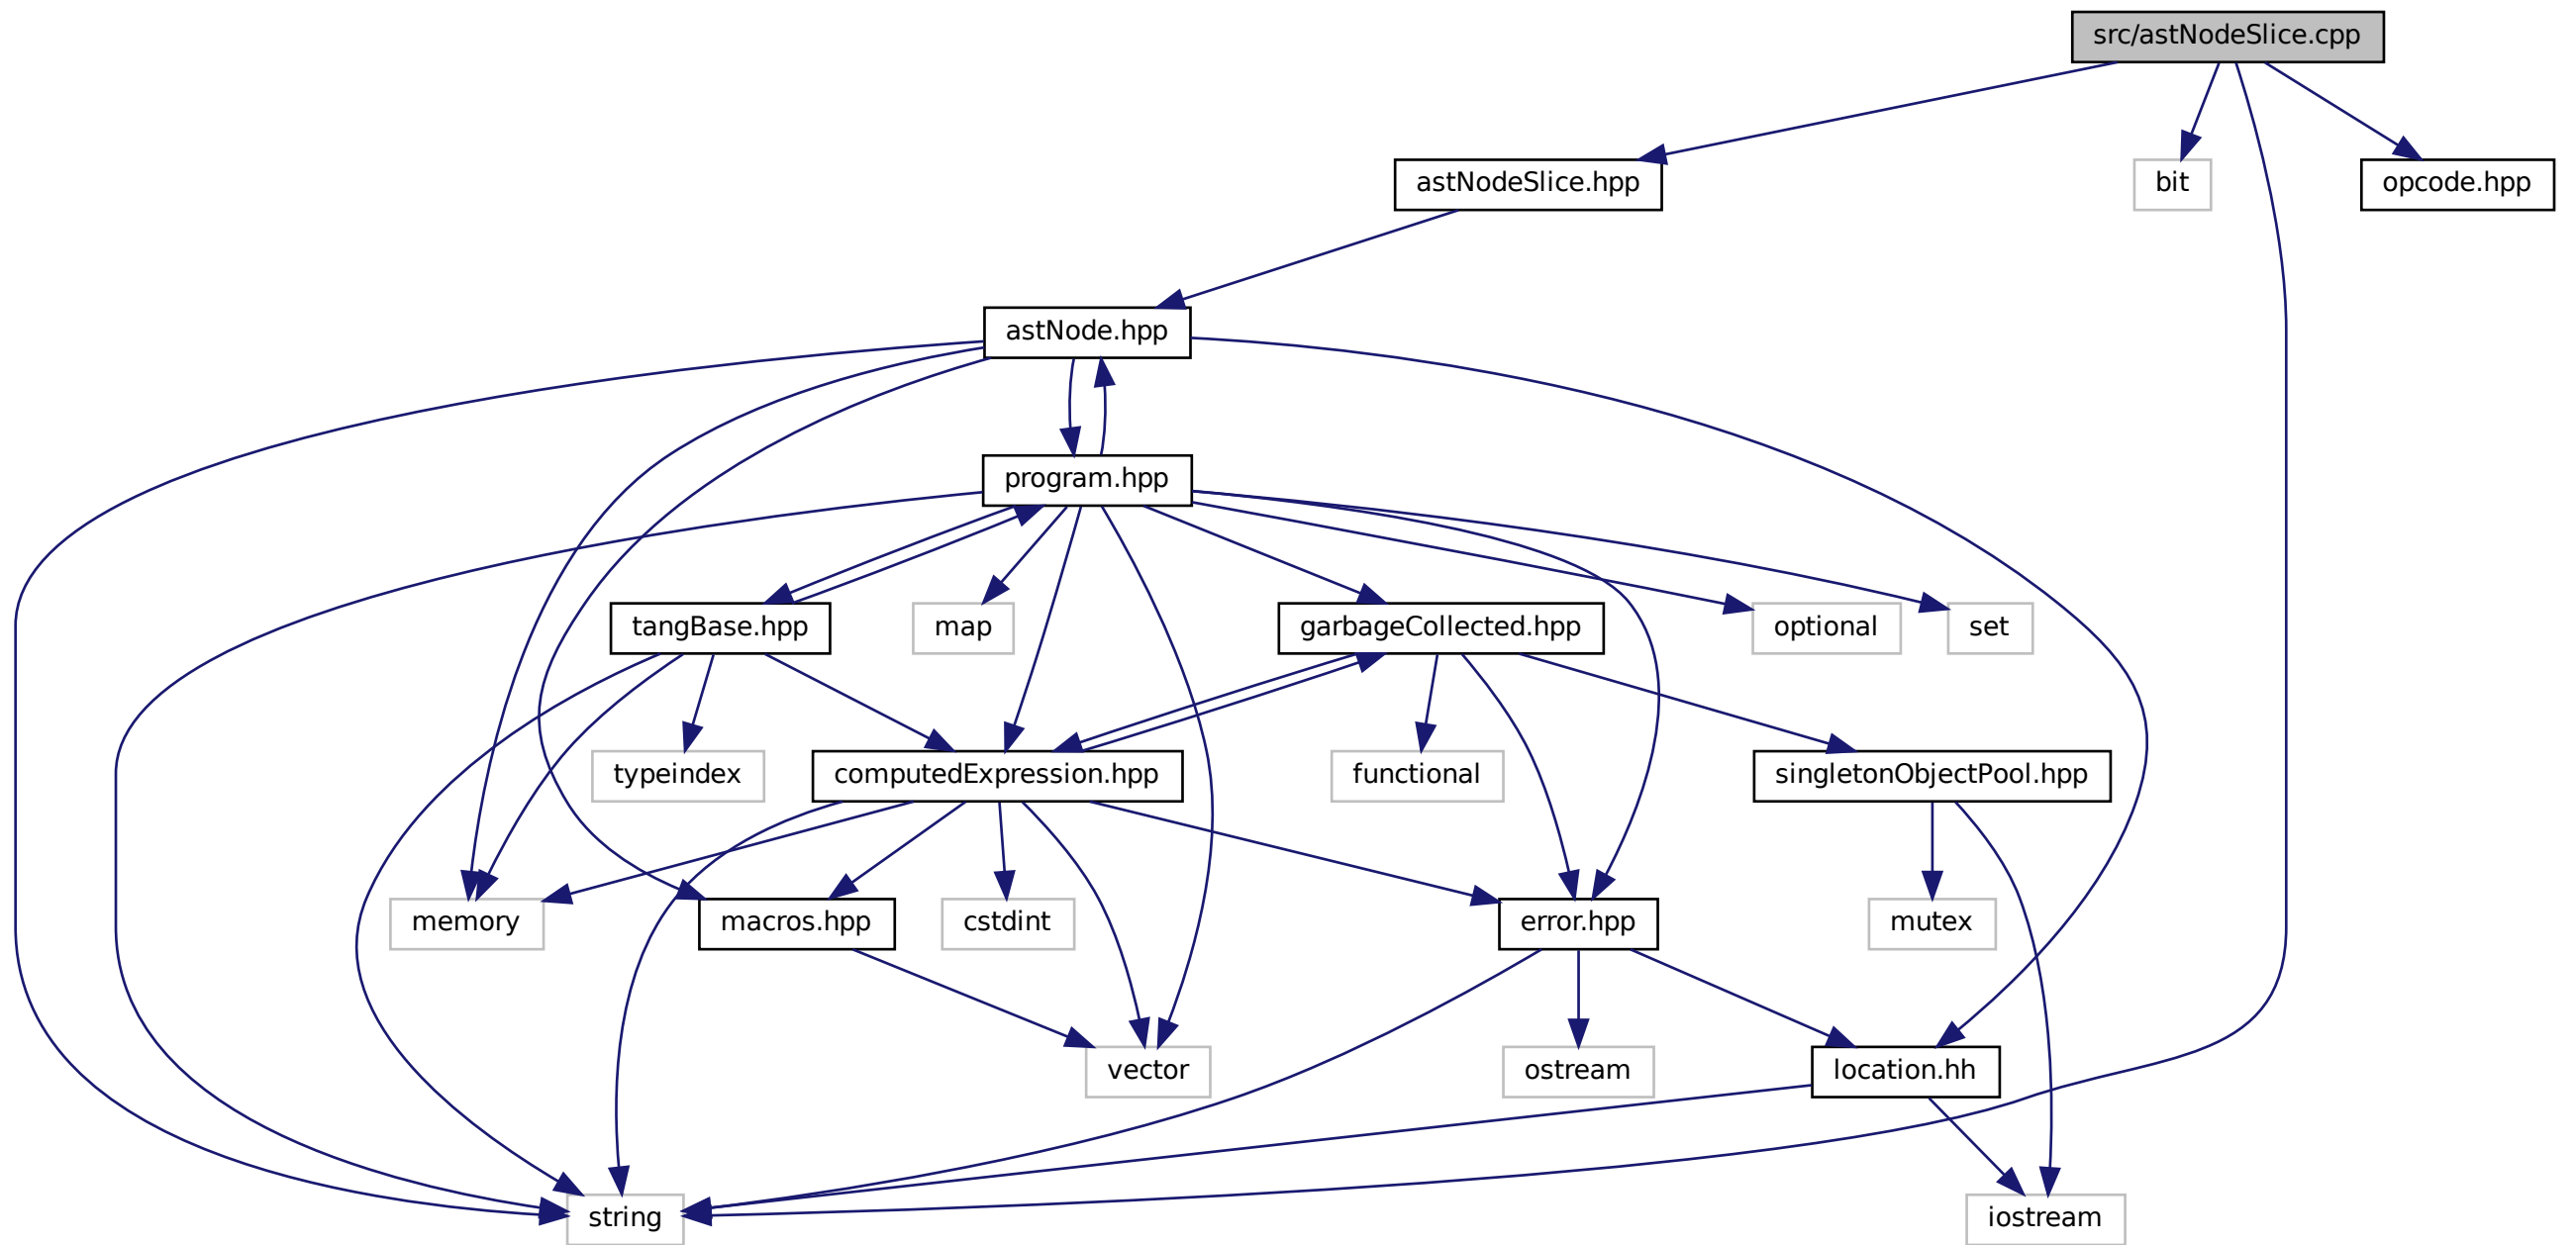 src/astNodeSlice.cpp
astNodeSlice.hpp
bit
opcode.hpp
astNode.hpp
program.hpp
tangBase.hpp
map
garbageCollected.hpp
optional
set
typeindex
computedExpression.hpp
functional
singletonObjectPool.hpp
memory
macros.hpp
cstdint
error.hpp
mutex
vector
ostream
location.hh
string
iostream